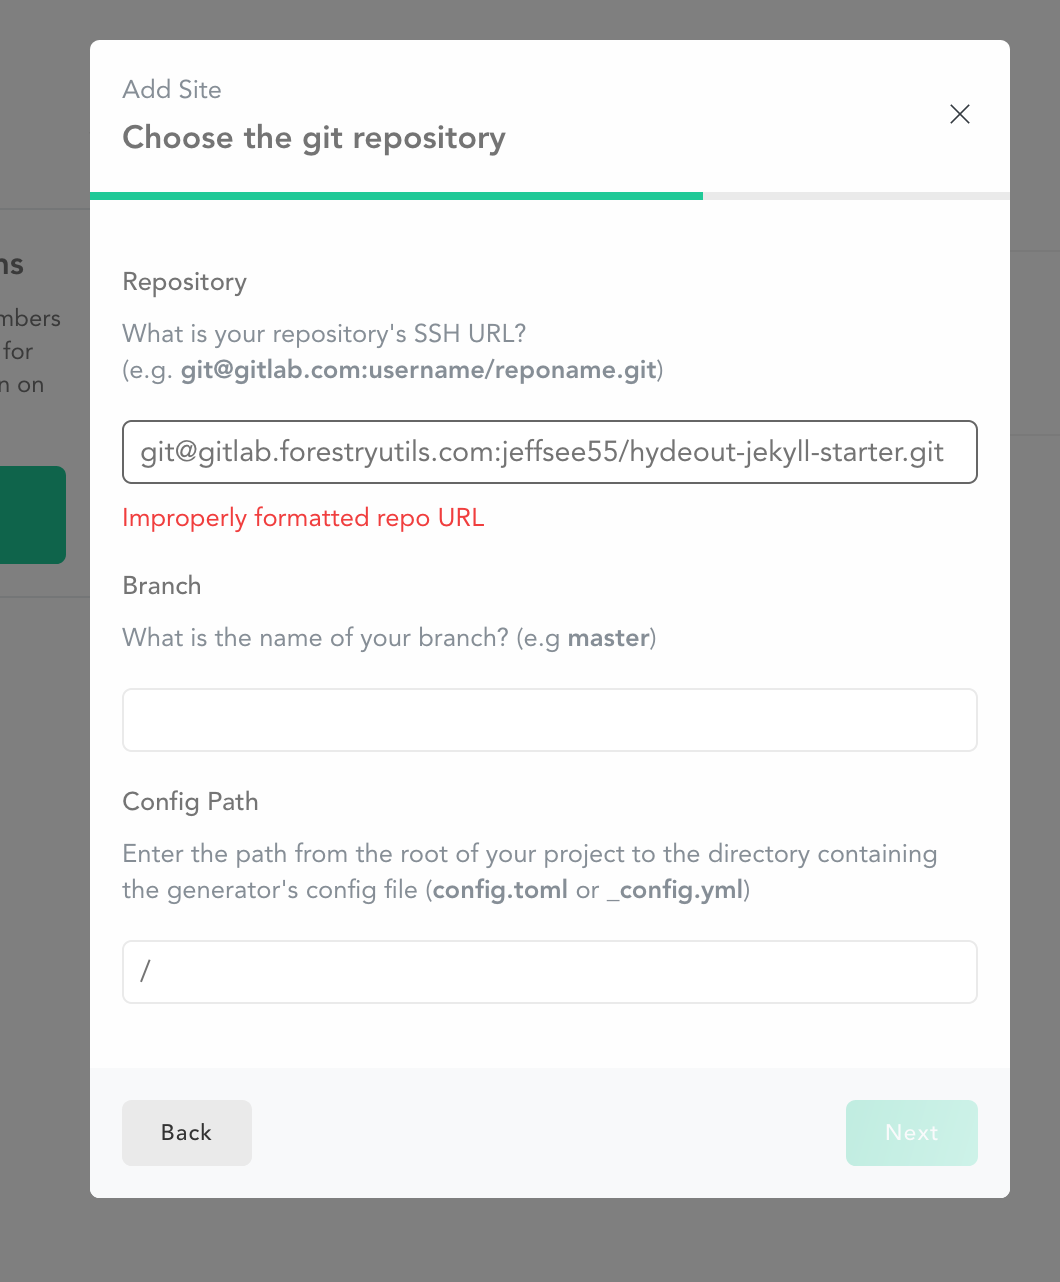 Add Site
Choose the git repository
ns
mbers
for
n on
Repository
What is your repository's SSH URL?
(e.g. git@gitlab.com:username/reponame.git)
git@gitlab.forestryutils.com:jeffsee55/hydeout-jekyll-starter.git
Improperly formatted repo URL
Branch
What is the name of your branch? (e.g master)
Config Path
Enter the path from the root of your project to the directory containing
the generator's config file (config.toml or _config.yml)
/
Back
Next